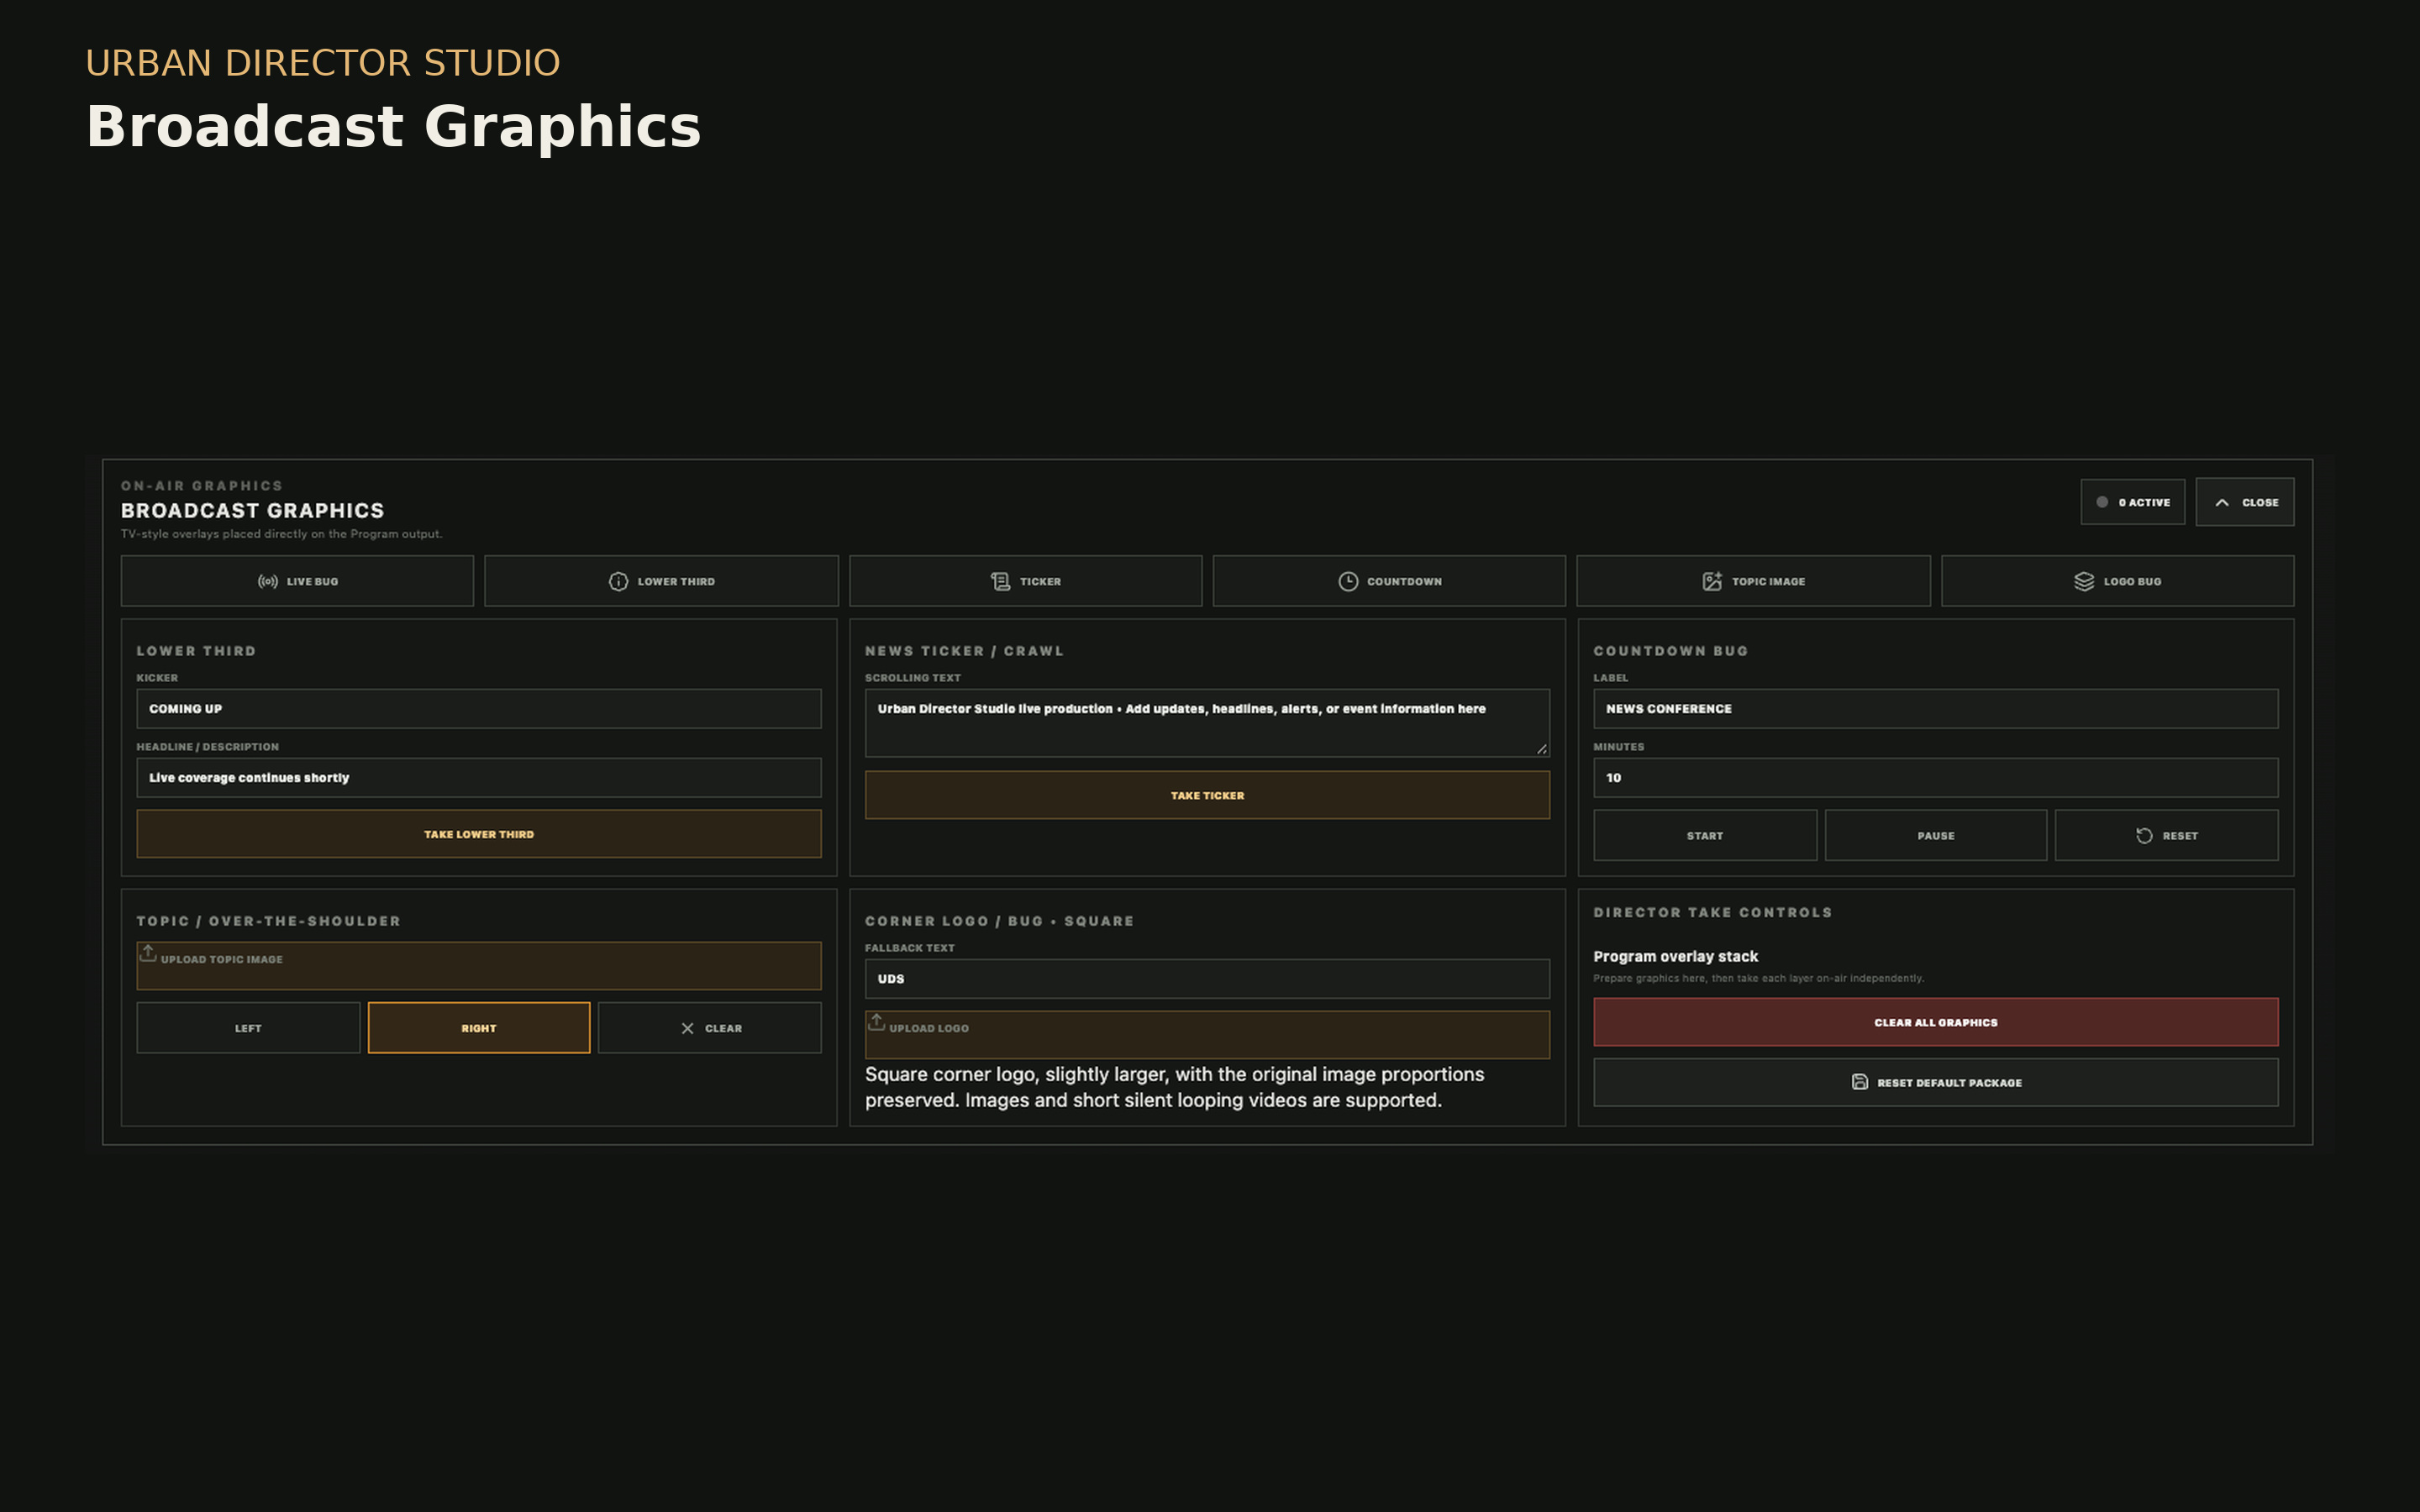 URBAN DIRECTOR STUDIO
Broadcast Graphics
ON-AIR GRAPHICS
BROADCAST GRAPHICS
TV-style overlays placed directly on the Program output.
0 ACTIVE
CLOSE
LIVE BUG
LOWER THIRD
TICKER
COUNTDOWN
TOPIC IMAGE
LOGO BUG
LOWER THIRD
KICKER
COMING UP
HEADLINE / DESCRIPTION
Live coverage continues shortly
TAKE LOWER THIRD
NEWS TICKER / CRAWL
SCROLLING TEXT
Urban Director Studio live production • Add updates, headlines, alerts, or event information here
TAKE TICKER
COUNTDOWN BUG
LABEL
NEWS CONFERENCE
MINUTES
10
START
PAUSE
RESET
TOPIC / OVER-THE-SHOULDER
UPLOAD TOPIC IMAGE
LEFT
RIGHT
CLEAR
CORNER LOGO / BUG • SQUARE
FALLBACK TEXT
UDS
UPLOAD LOGO
Square corner logo, slightly larger, with the original image proportions
preserved. Images and short silent looping videos are supported.
DIRECTOR TAKE CONTROLS
Program overlay stack
Prepare graphics here, then take each layer on-air independently.
CLEAR ALL GRAPHICS
RESET DEFAULT PACKAGE